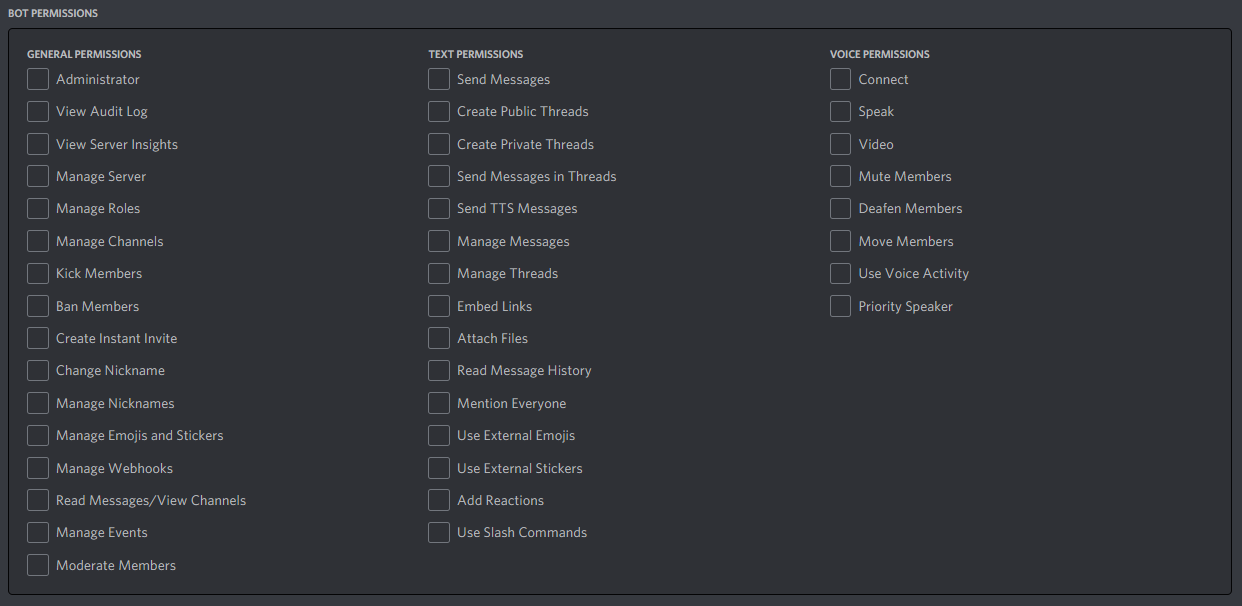 BOT PERMISSIONS
GENERAL PERMISSIONS
Administrator
View Audit Log
View Server Insights
Manage Server
Manage Roles
Manage Channels
Kick Members
Ban Members
Create Instant Invite
Change Nickname
Manage Nicknames
Manage Emojis and Stickers
Manage Webhooks
Read Messages/View Channels
Manage Events
Moderate Members
TEXT PERMISSIONS
Send Messages
Create Public Threads
Create Private Threads
Send Messages in Threads
Send TTS Messages
Manage Messages
Manage Threads
Embed Links
Attach Files
Read Message History
Mention Everyone
Use External Emojis
Use External Stickers
Add Reactions
Use Slash Commands
VOICE PERMISSIONS
Connect
Speak
Video
Mute Members
Deafen Members
Move Members
Use Voice Activity
Priority Speaker